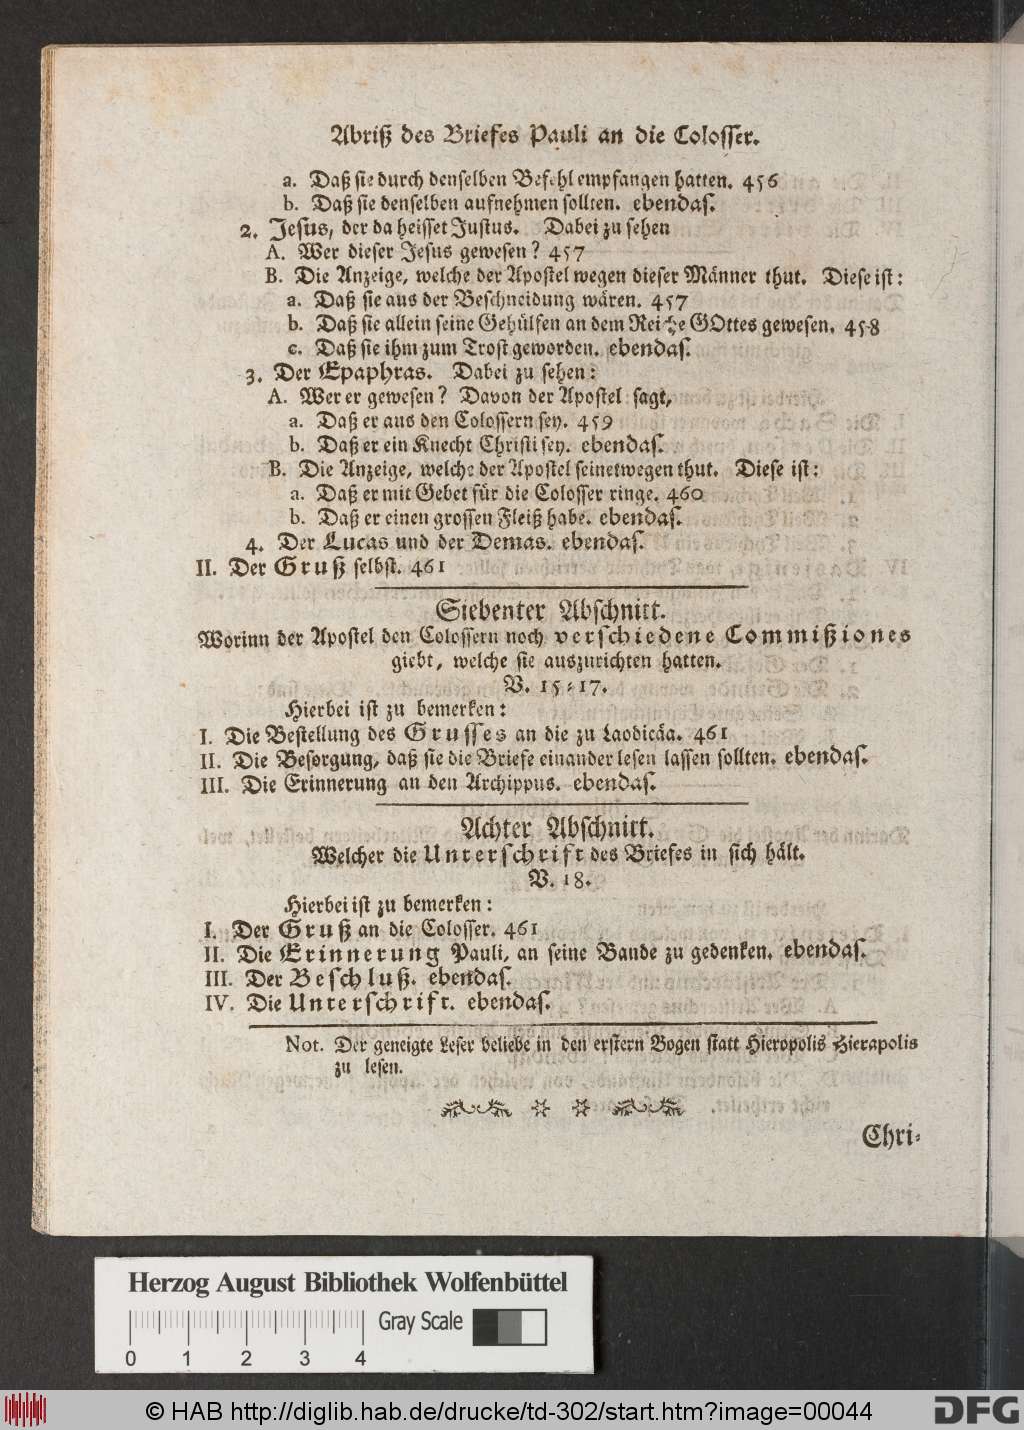 Abriß des Briefes Pauli an die Colosser.
a. Daß sie durch denselben Befehl empfangen hatten. 456
b. Daß sie denselben aufnehmen sollten. ebendas.
2. Jesus, der da heisset Justus. Dabei zu sehen
A. Wer dieser Jesus gewesen? 457
B. Die Anzeige, welche der Apostel wegen dieser Männer thut. Diese ist:
a. Daß sie aus der Beschneidung wären. 457
b. Daß sie allein seine Gehülfen an dem Reiche GOttes gewesen. 458
c. Daß sie ihm zum Trost geworden. ebendas.
3. Der Epaphras. Dabei zu sehen:
A. Wer er gewesen? Davon der Apostel sagt,
a. Daß er aus den Colossern sey. 459
b. Daß er ein Knecht Christi sey. ebendas.
B. Die Anzeige, welche der Apostel seinetwegen thut. Diese ist:
a. Daß er mit Gebet für die Colosser ringe. 460
b. Daß er einen grossen Fleiß habe. ebendas.
4. Der Lucas und der Demas. ebendas.
II. Der Gruß selbst. 461
Siebenter Abschnitt.
Worinn der Apostel den Colossern noch verschiedene Commißiones
giebt, welche sie auszurichten hatten.
V. 15-17.
Hierbei ist zu bemerken:
I. Die Bestellung des Grusses an die zu Laodicäa. 461
II. Die Besorgung, daß sie die Briefe einander lesen lassen sollten. ebendas.
III. Die Erinnerung an den Archippus. ebendas.
Achter Abschnitt.
Welcher die Unterschrift des Briefes in sich hält.
V. 18.
Hierbei ist zu bemerken:
I. Der Gruß an die Colosser. 461
II. Die Erinnerung Pauli, an seine Bande zu gedenken. ebendas.
III. Der Beschluß. ebendas.
IV. Die Unterschrift. ebendas.
Not. Der geneigte Leser beliebe in den erstern Bogen statt Hieropolis Hierapolis
zu lesen.
Chri-
Herzog August Bibliothek Wolfenbüttel
Gray Scale
0 1 2 3 4
© HAB http://diglib.hab.de/drucke/td-302/start.htm?image=00044
DFG